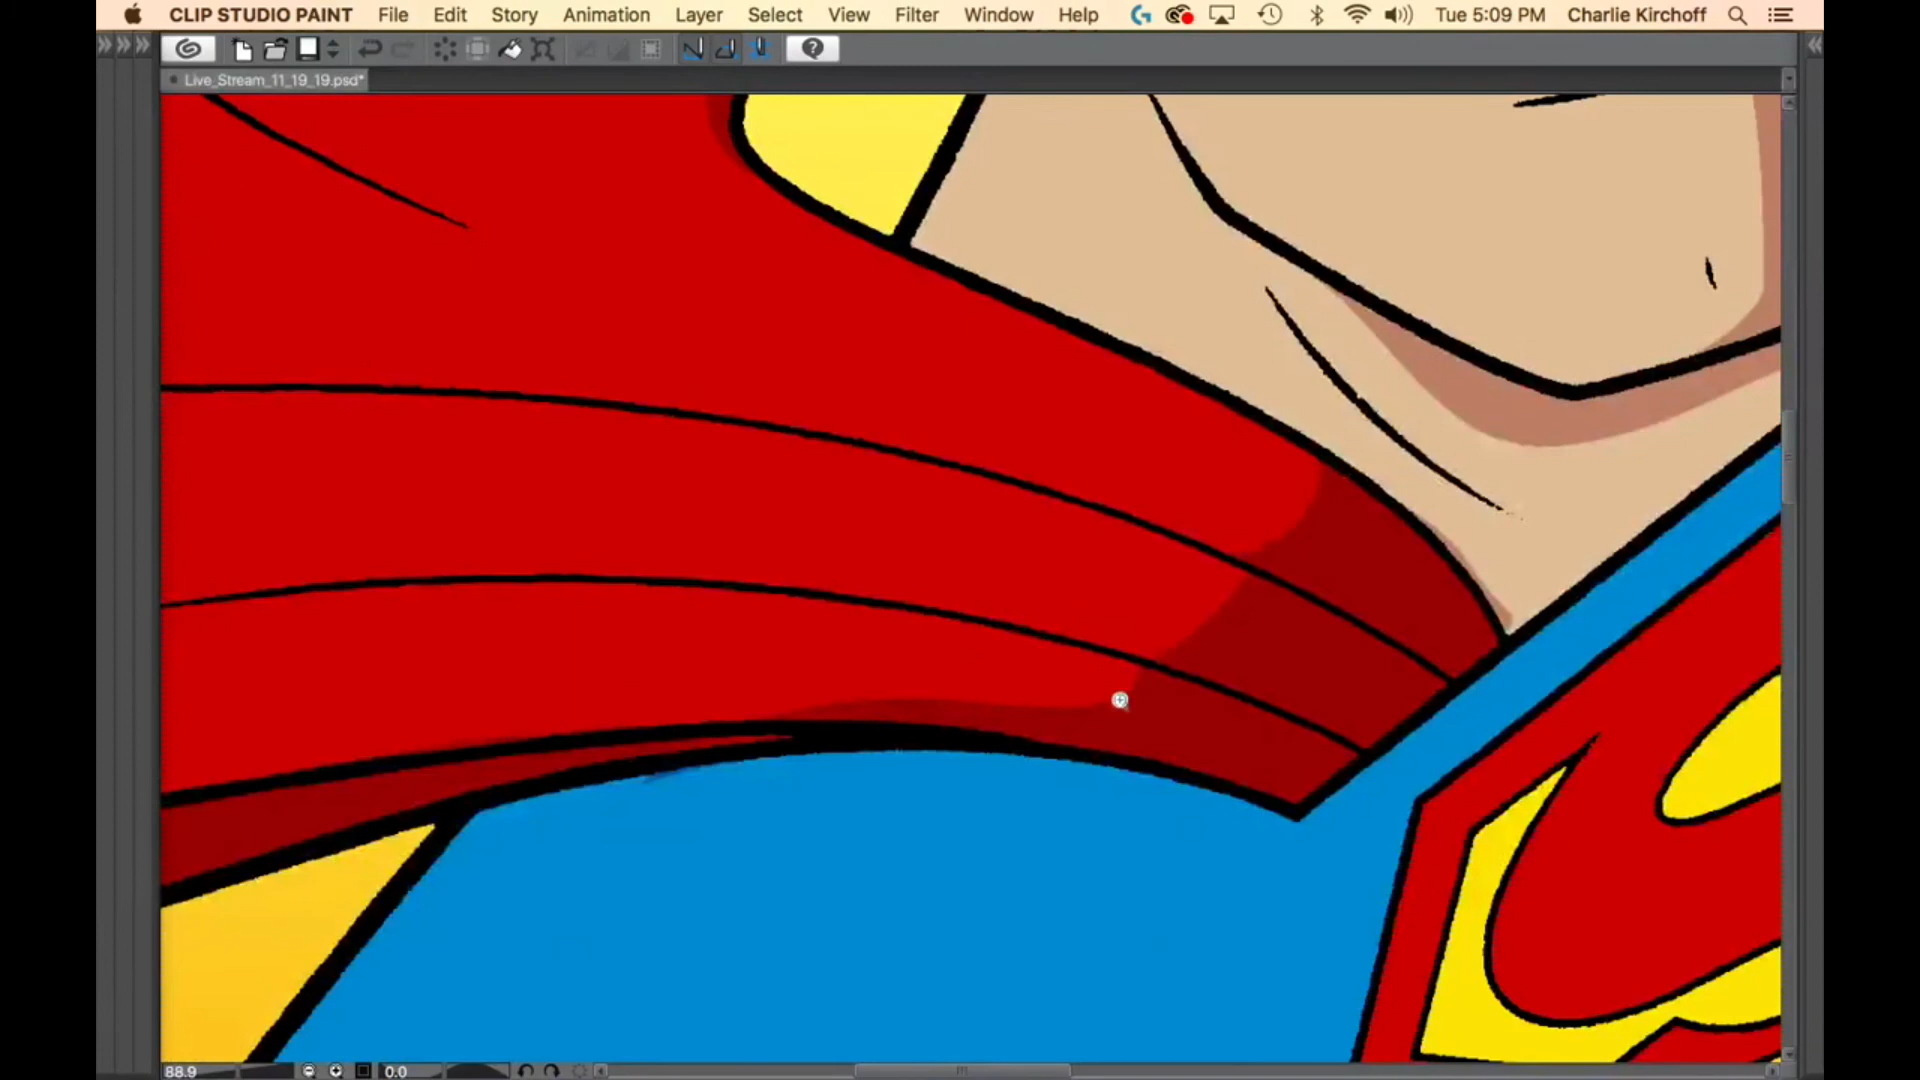 CLIP STUDIO PAINT File Edit Story Animation Layer Select View Filter Window Help Tue 5:09 PM Charlie Kirchoff
Live_Stream_11_19_19.psd*
88.9 0.0